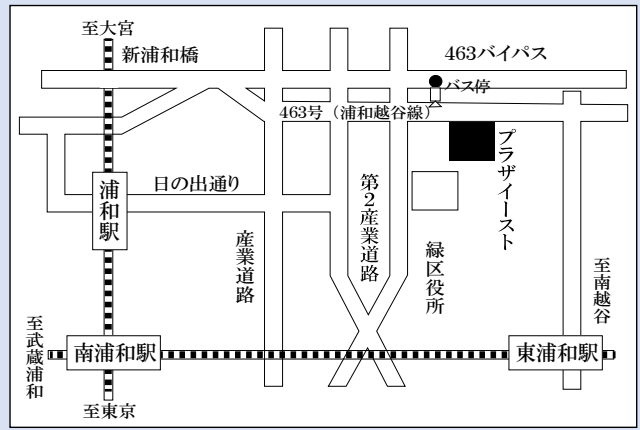 至大宮
新浦和橋
463バイパス
バス停
463号（浦和越谷線）
プラザイースト
浦和駅
日の出通り
第2産業道路
産業道路
緑区役所
至南越谷
至武蔵浦和
南浦和駅
東浦和駅
至東京